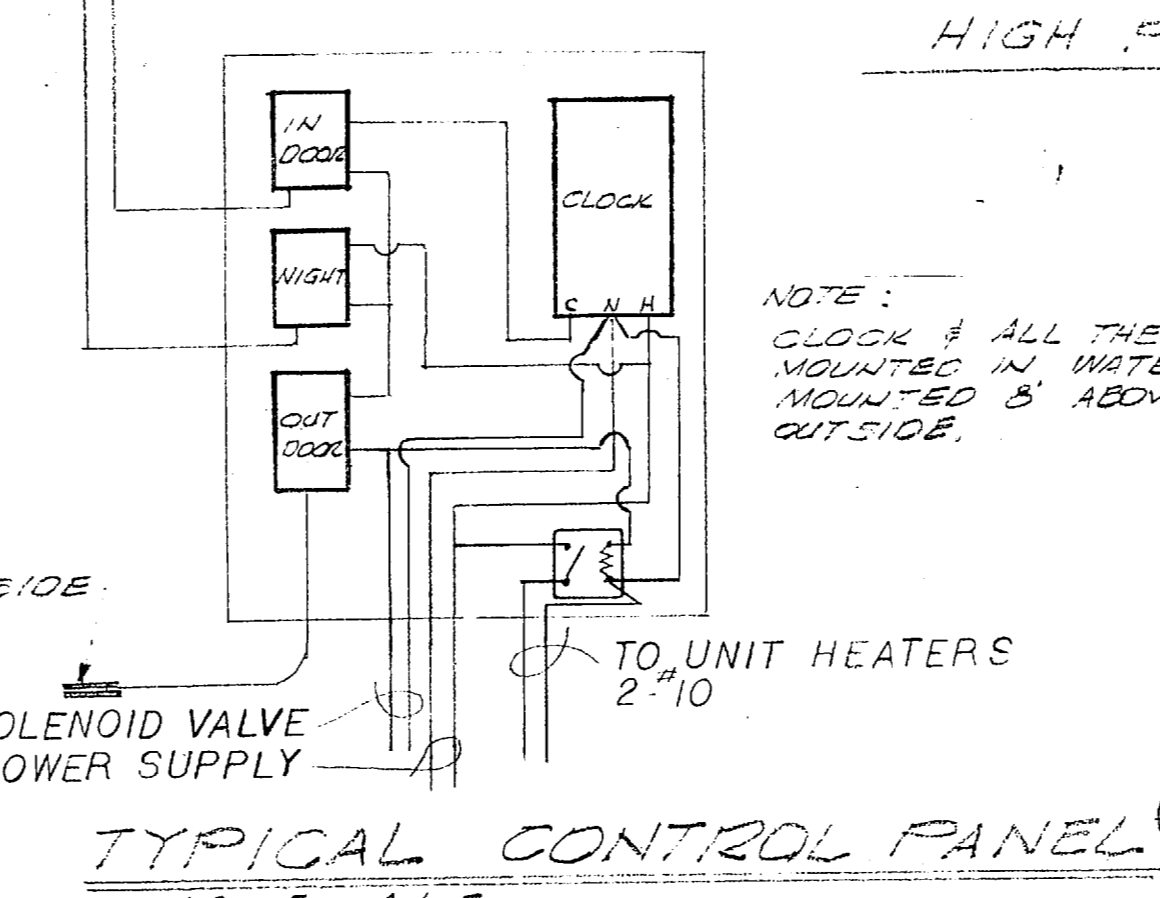 HIGH
IN
DOOR
CLOCK
NIGHT
C N H
NOTE :
CLOCK & ALL THE
MOUNTED IN WATE
MOUNTED 8' ABOV
OUTSIDE.
OUT
DOOR
TO UNIT HEATERS
2-#10
OLENOID VALVE
OWER SUPPLY
TYPICAL CONTROL PANEL